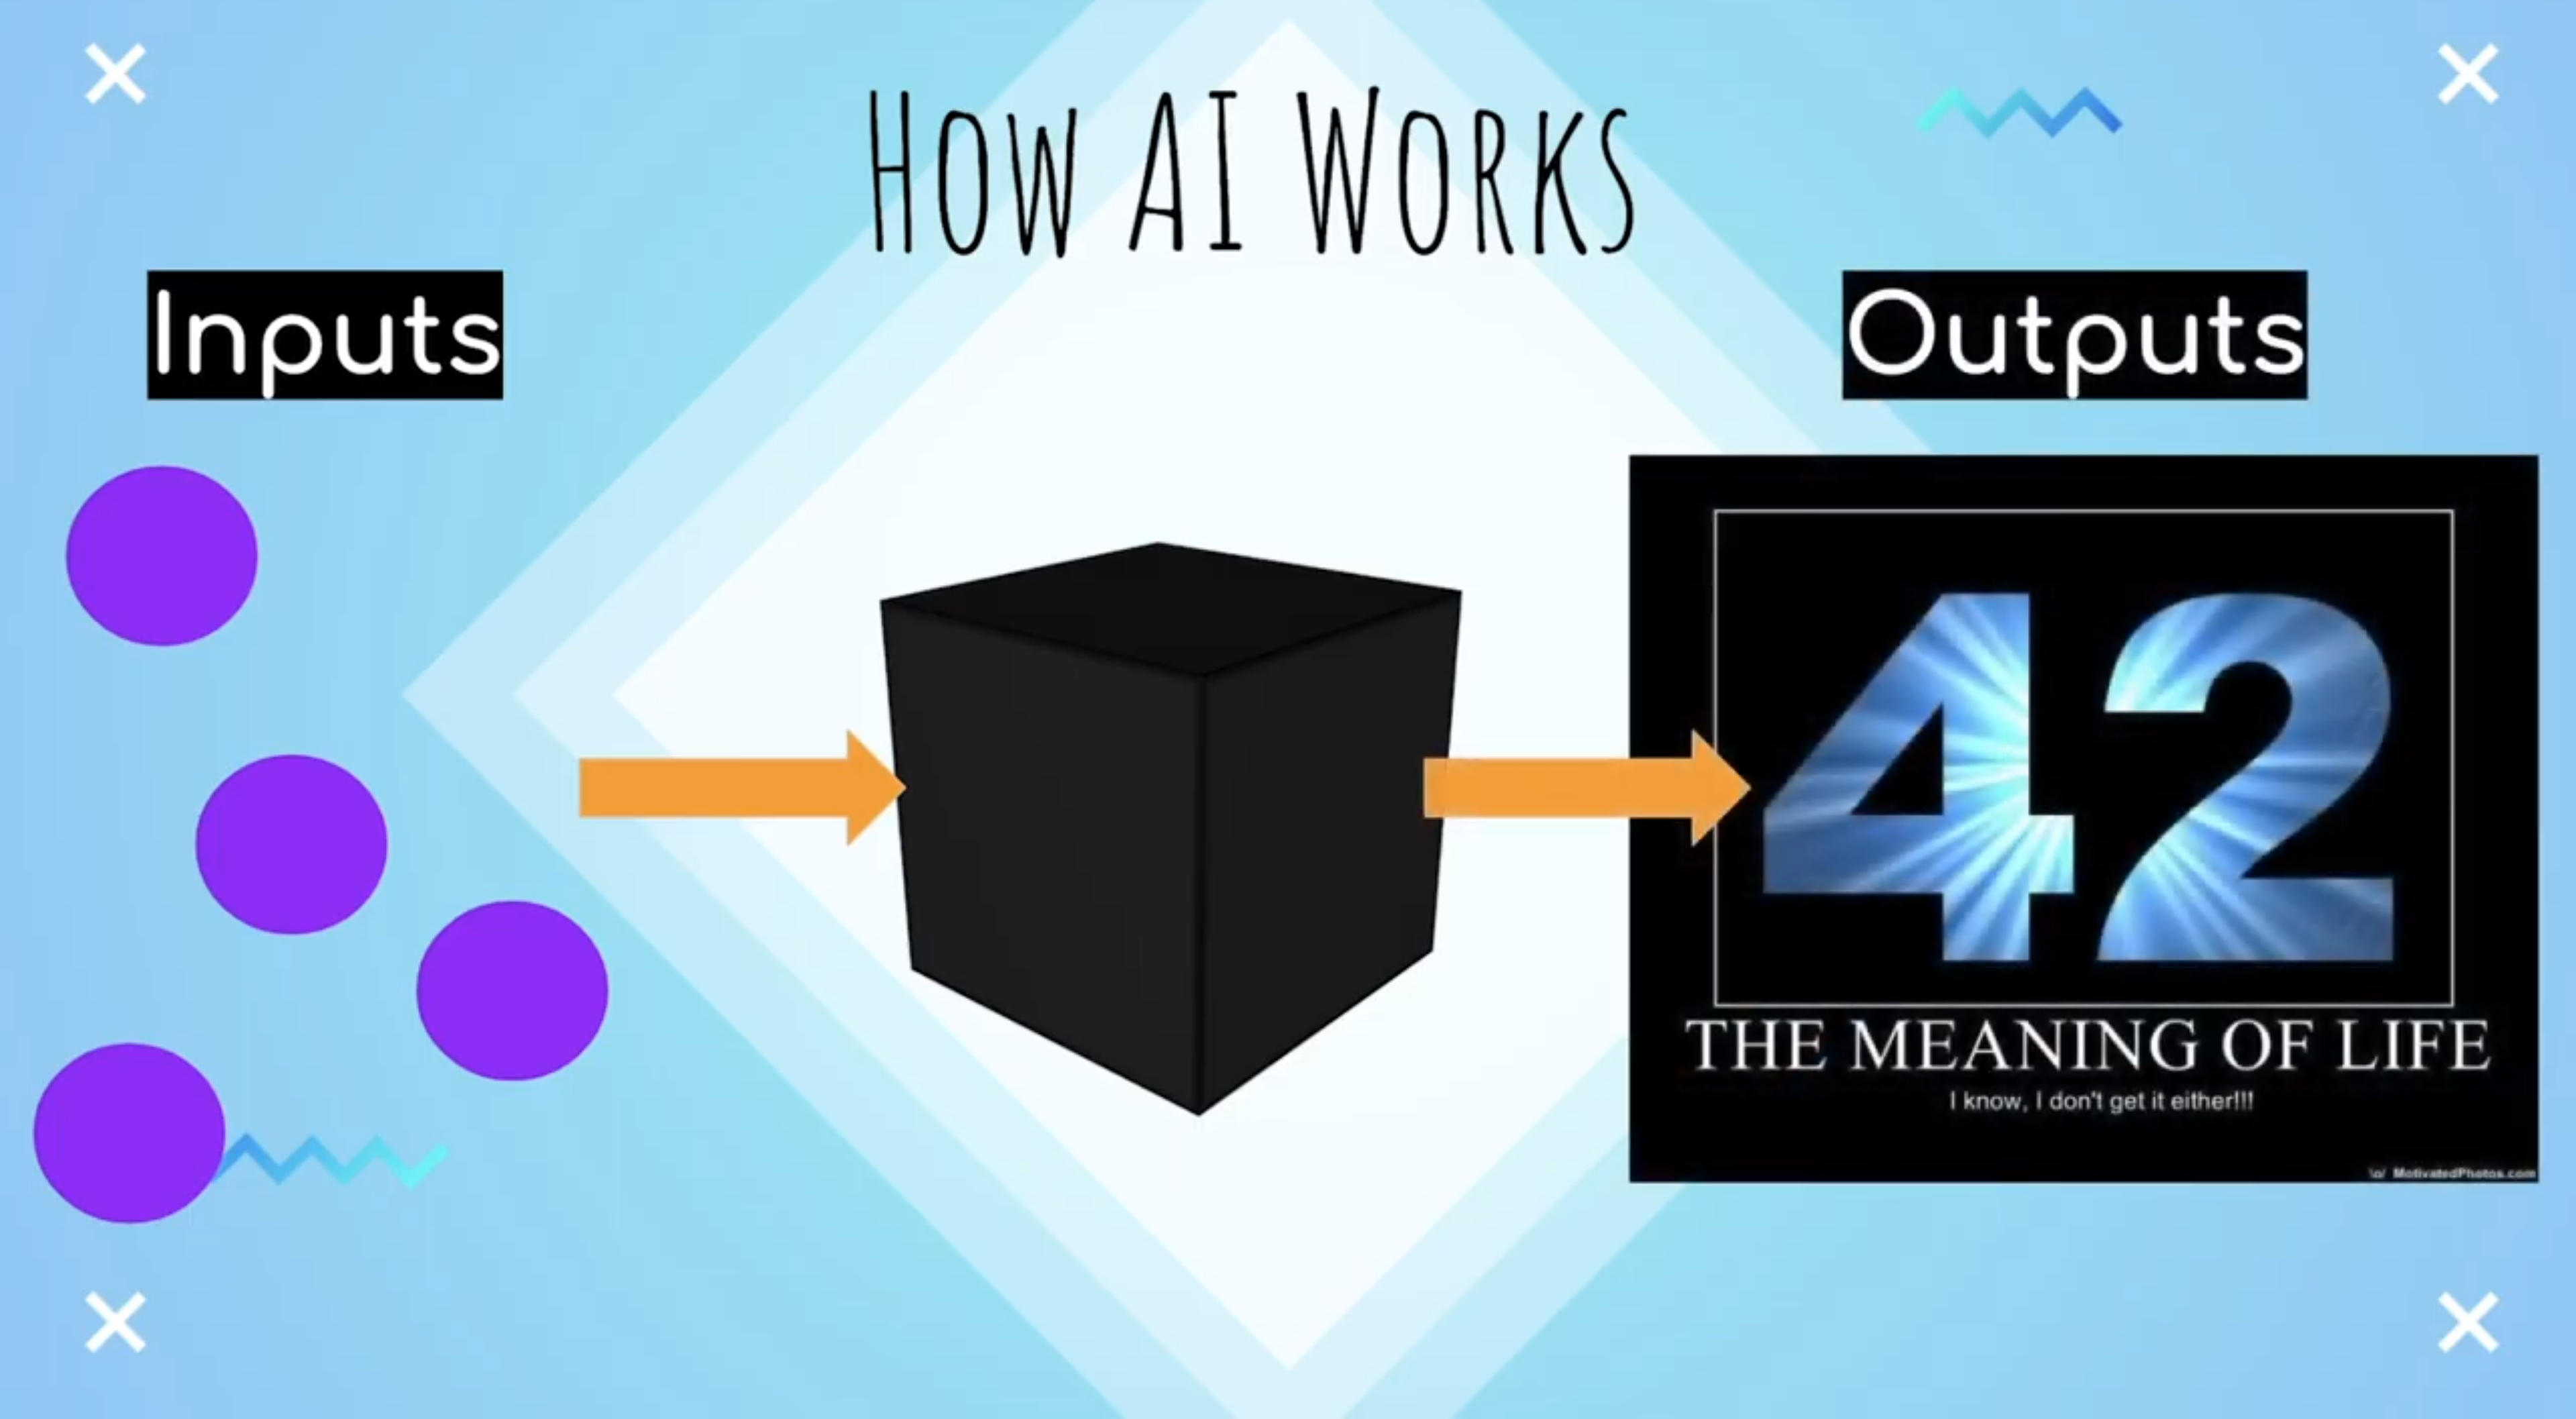 How AI Works
Inputs
Outputs
42
THE MEANING OF LIFE
I know, I don't get it either!!!
\o/ MotivatedPhotos.com